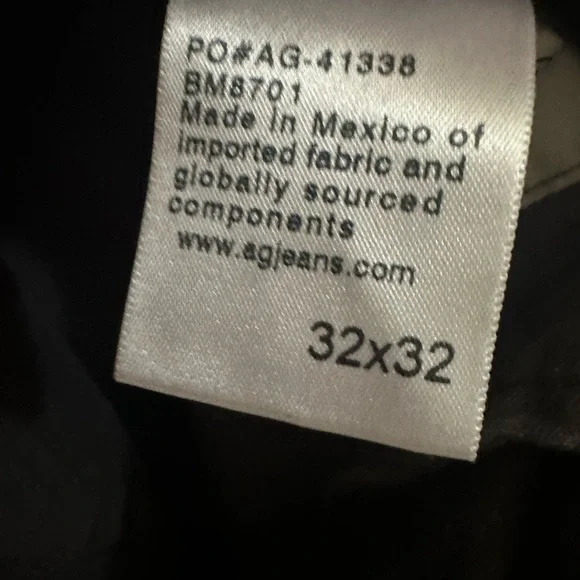 PO#AG-41338
BM8701
Made in Mexico of
imported fabric and
globally sourced
components
www.agjeans.com
32x32